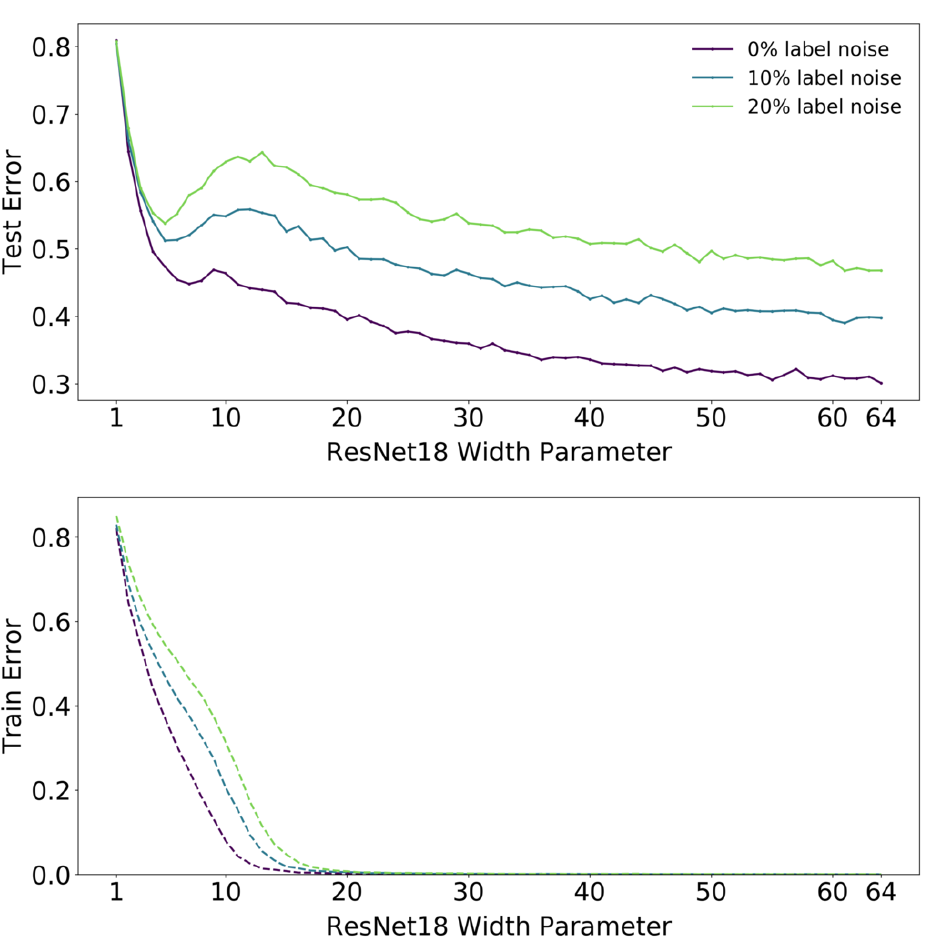 0% label noise
10% label noise
20% label noise
Test Error
0.8
0.7
0.6
0.5
0.4
0.3
1 10 20 30 40 50 60 64
ResNet18 Width Parameter
Train Error
0.8
0.6
0.4
0.2
0.0
1 10 20 30 40 50 60 64
ResNet18 Width Parameter